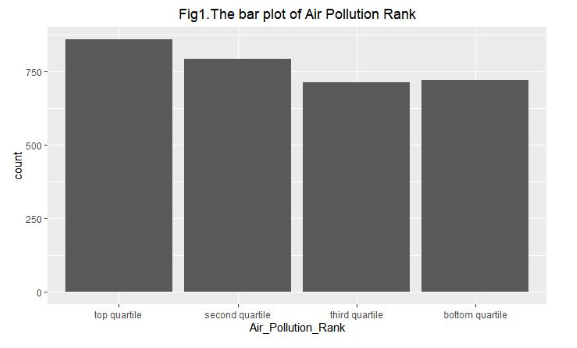 Fig1.The bar plot of Air Pollution Rank
count
750
500
250
0
top quartile second quartile third quartile bottom quartile
Air_Pollution_Rank